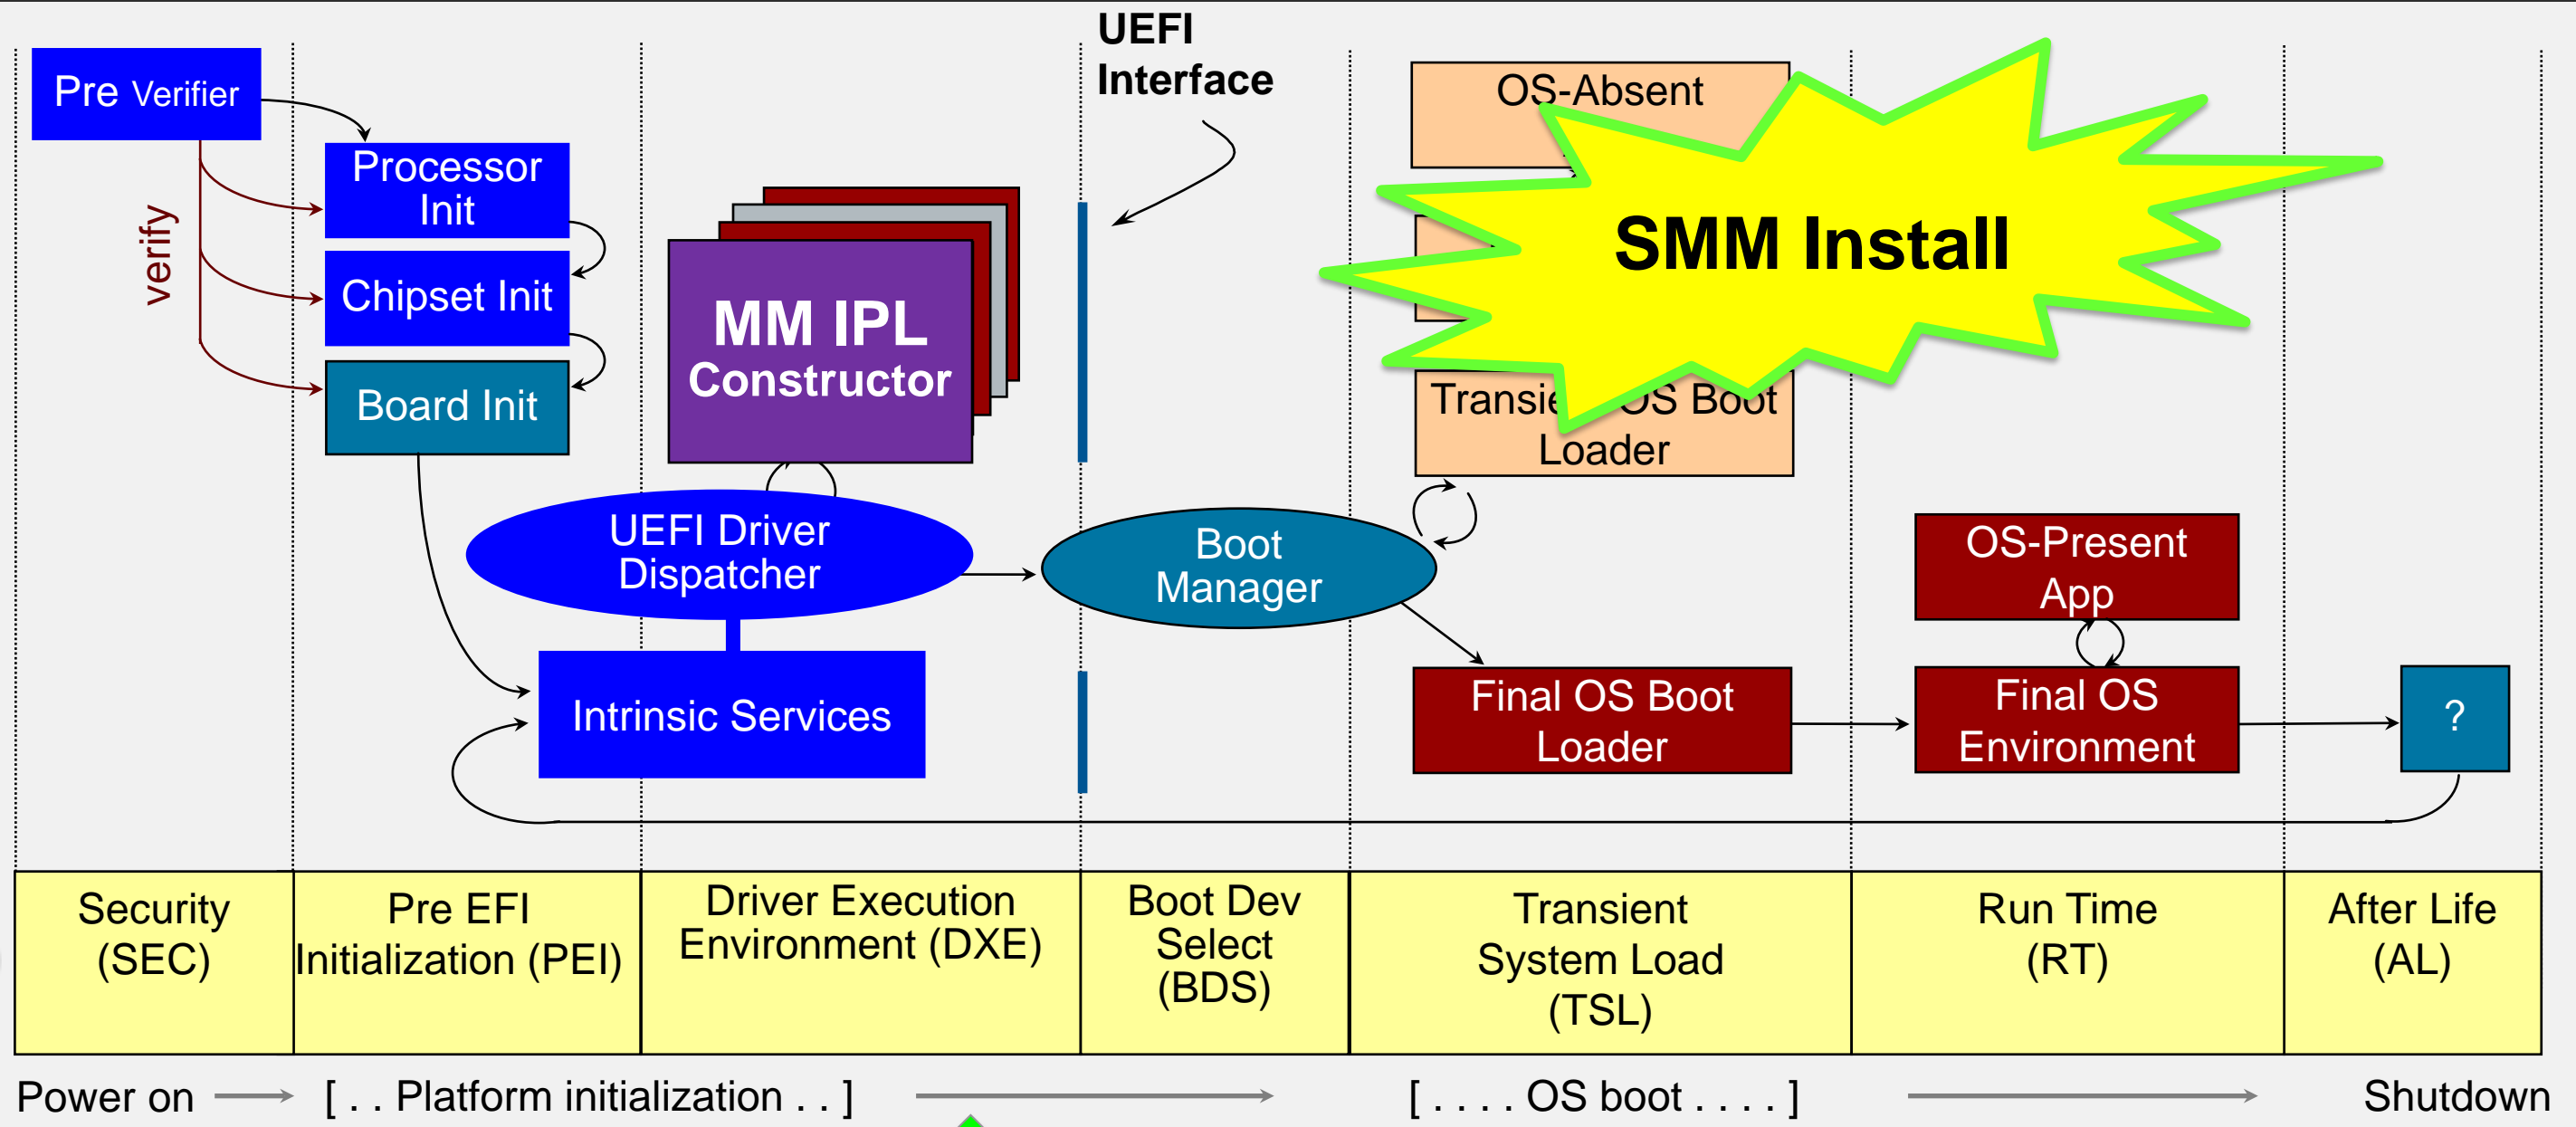 UEFI
Interface
Pre Verifier
verify
Processor
Init
Chipset Init
Board Init
MM IPL
Constructor
UEFI Driver
Dispatcher
Intrinsic Services
Boot
Manager
OS-Absent
SMM Install
OS Boot
Loader
Final OS Boot
Loader
OS-Present
App
Final OS
Environment
?
Security
(SEC)
Pre EFI
Initialization (PEI)
Driver Execution
Environment (DXE)
Boot Dev
Select
(BDS)
Transient
System Load
(TSL)
Run Time
(RT)
After Life
(AL)
Power on
[ . . Platform initialization . . ]
[ . . . . OS boot . . . . ]
Shutdown